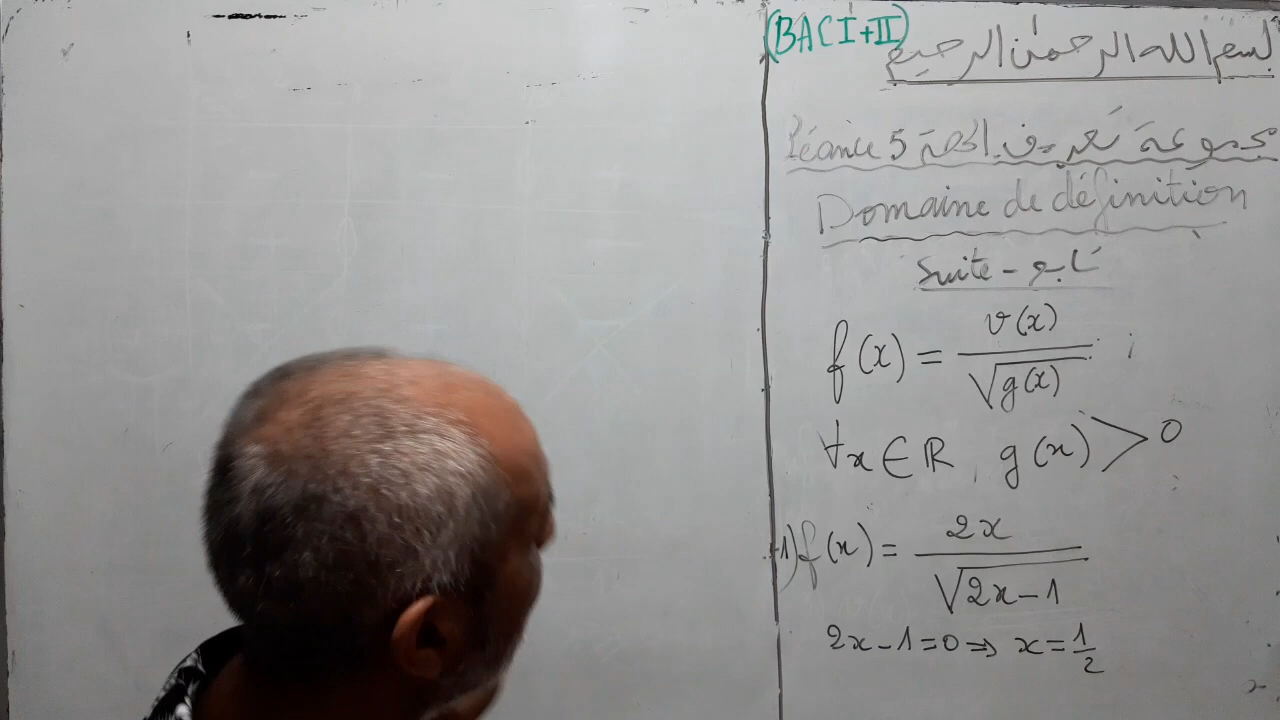 (BAC I+II)
بسم الله الرحمن الرحيم
Séance 5 مجموعة تعريف الحصة
Domaine de définition
Suite - تابع
f(x) = v(x) / √g(x) ;
∀x ∈ ℝ, g(x) > 0
1) f(x) = 2x / √2x-1
2x-1=0 ⇒ x = 1/2